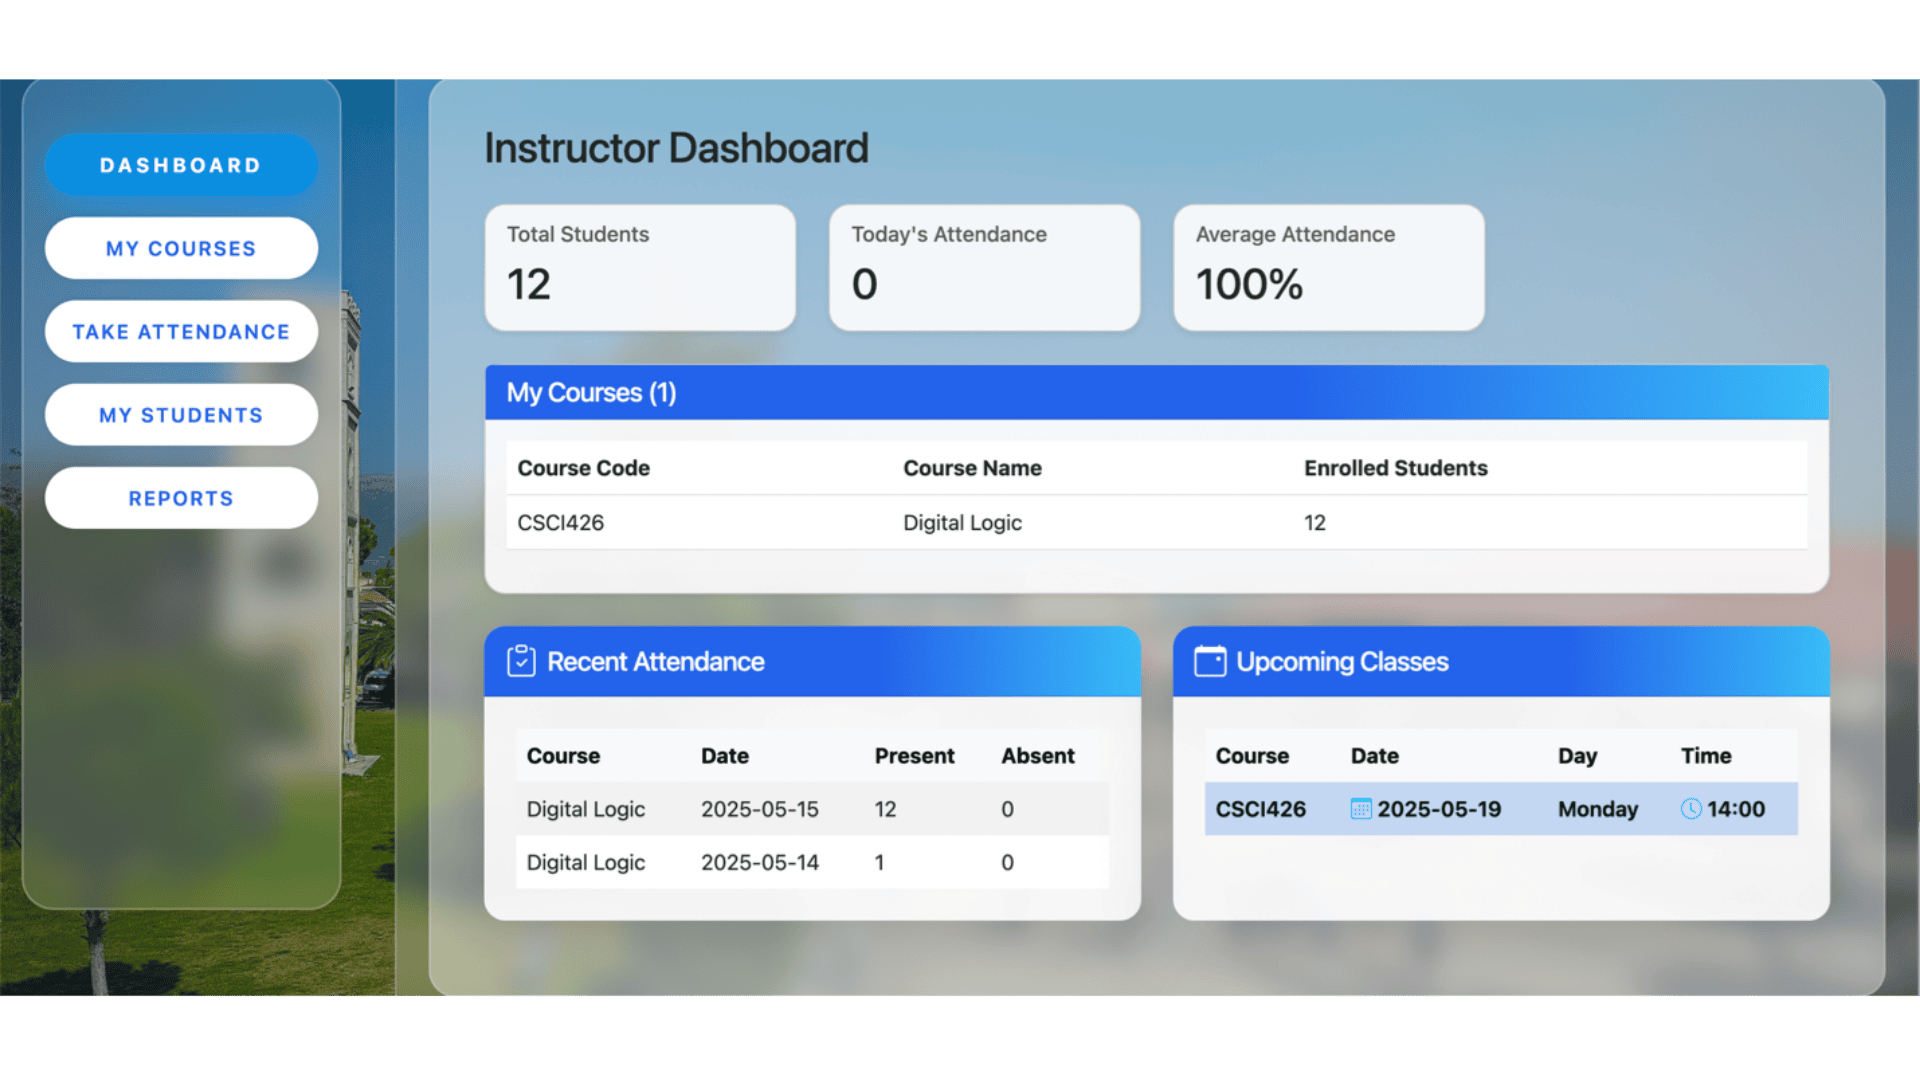 DASHBOARD
MY COURSES
TAKE ATTENDANCE
MY STUDENTS
REPORTS
Instructor Dashboard
Total Students
12
Today's Attendance
0
Average Attendance
100%
My Courses (1)
Course Code Course Name Enrolled Students
CSCI426 Digital Logic 12
Recent Attendance
Course Date Present Absent
Digital Logic 2025-05-15 12 0
Digital Logic 2025-05-14 1 0
Upcoming Classes
Course Date Day Time
CSCI426 2025-05-19 Monday 14:00